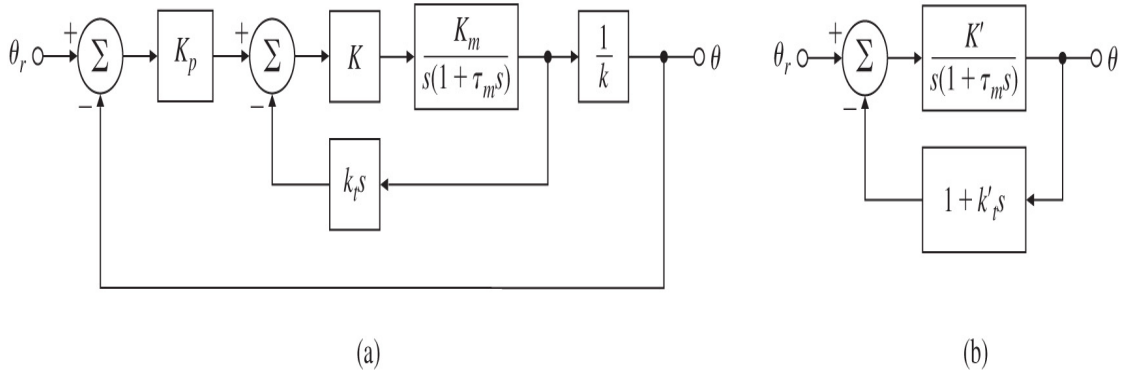 θr + Σ − Kp + Σ − K Km/s(1 + τms) 1/k θ
kts
(a)
θr + Σ − K′/s(1 + τms) θ
1 + k′ts
(b)